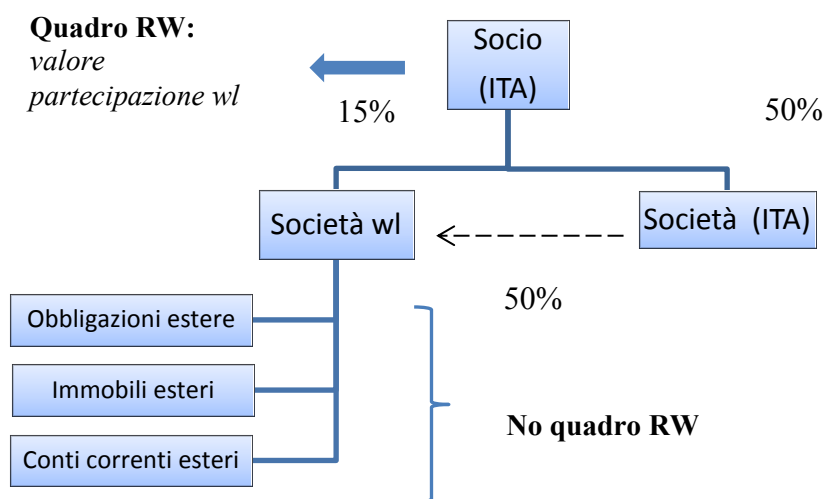 Quadro RW:
valore
partecipazione wl
Socio
(ITA)
15%
50%
Società wl
Società (ITA)
50%
Obbligazioni estere
Immobili esteri
Conti correnti esteri
No quadro RW